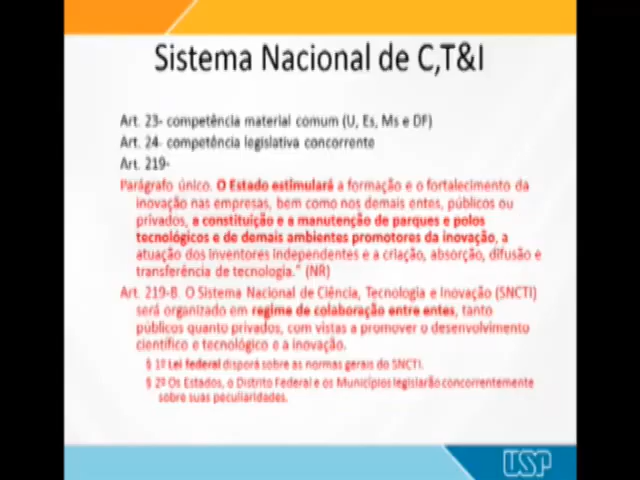 Sistema Nacional de C,T&I
Art. 23- competência material comum (U, Es, Ms e DF)
Art. 24- competência legislativa concorrente
Art. 219-
Parágrafo único. O Estado estimulará a formação e o fortalecimento da
inovação nas empresas, bem como nos demais entes, públicos ou
privados, a constituição e a manutenção de parques e polos
tecnológicos e de demais ambientes promotores da inovação, a
atuação dos inventores independentes e a criação, absorção, difusão e
transferência de tecnologia.” (NR)
Art. 219-B. O Sistema Nacional de Ciência, Tecnologia e Inovação (SNCTI)
será organizado em regime de colaboração entre entes, tanto
públicos quanto privados, com vistas a promover o desenvolvimento
científico e tecnológico e a inovação.
§ 1º Lei federal disporá sobre as normas gerais do SNCTI.
§ 2º Os Estados, o Distrito Federal e os Municípios legislarão concorrentemente
sobre suas peculiaridades.
USP